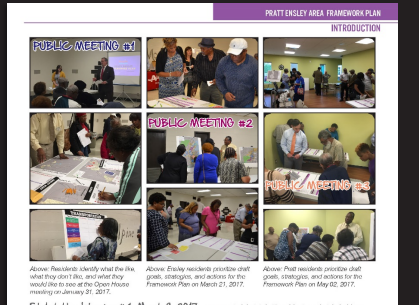 PRATT ENSLEY AREA FRAMEWORK PLAN
INTRODUCTION
PUBLIC MEETING #1
PUBLIC MEETING #2
PUBLIC MEETING #3
TRANSPORTATION
Above: Residents identify what the like,
what they don't like, and what they
would like to see at the Open House
meeting on January 31, 2017.
Above: Ensley residents prioritize draft
goals, strategies, and actions for the
Framework Plan on March 21, 2017.
Above: Pratt residents prioritize draft
goals, strategies, and actions for the
Framework Plan on May 02, 2017.